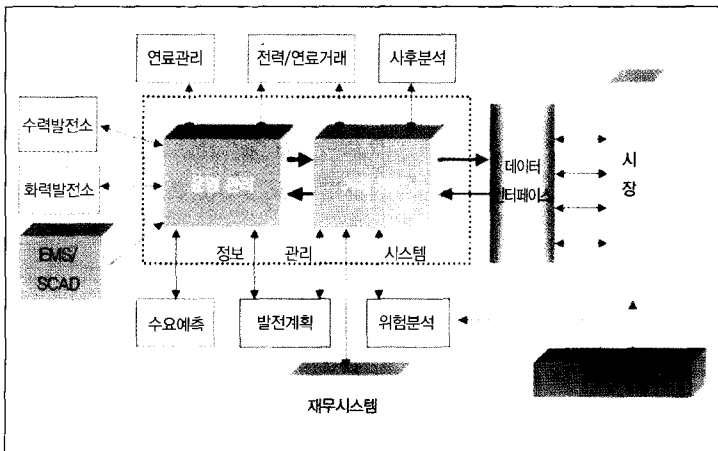 연료관리 전력/연료거래 사후분석
수력발전소
화력발전소
EMS/
SCAD
데이터
인터페이스
시
장
정보 관리 시스템
수요예측 발전계획 위험분석
재무시스템